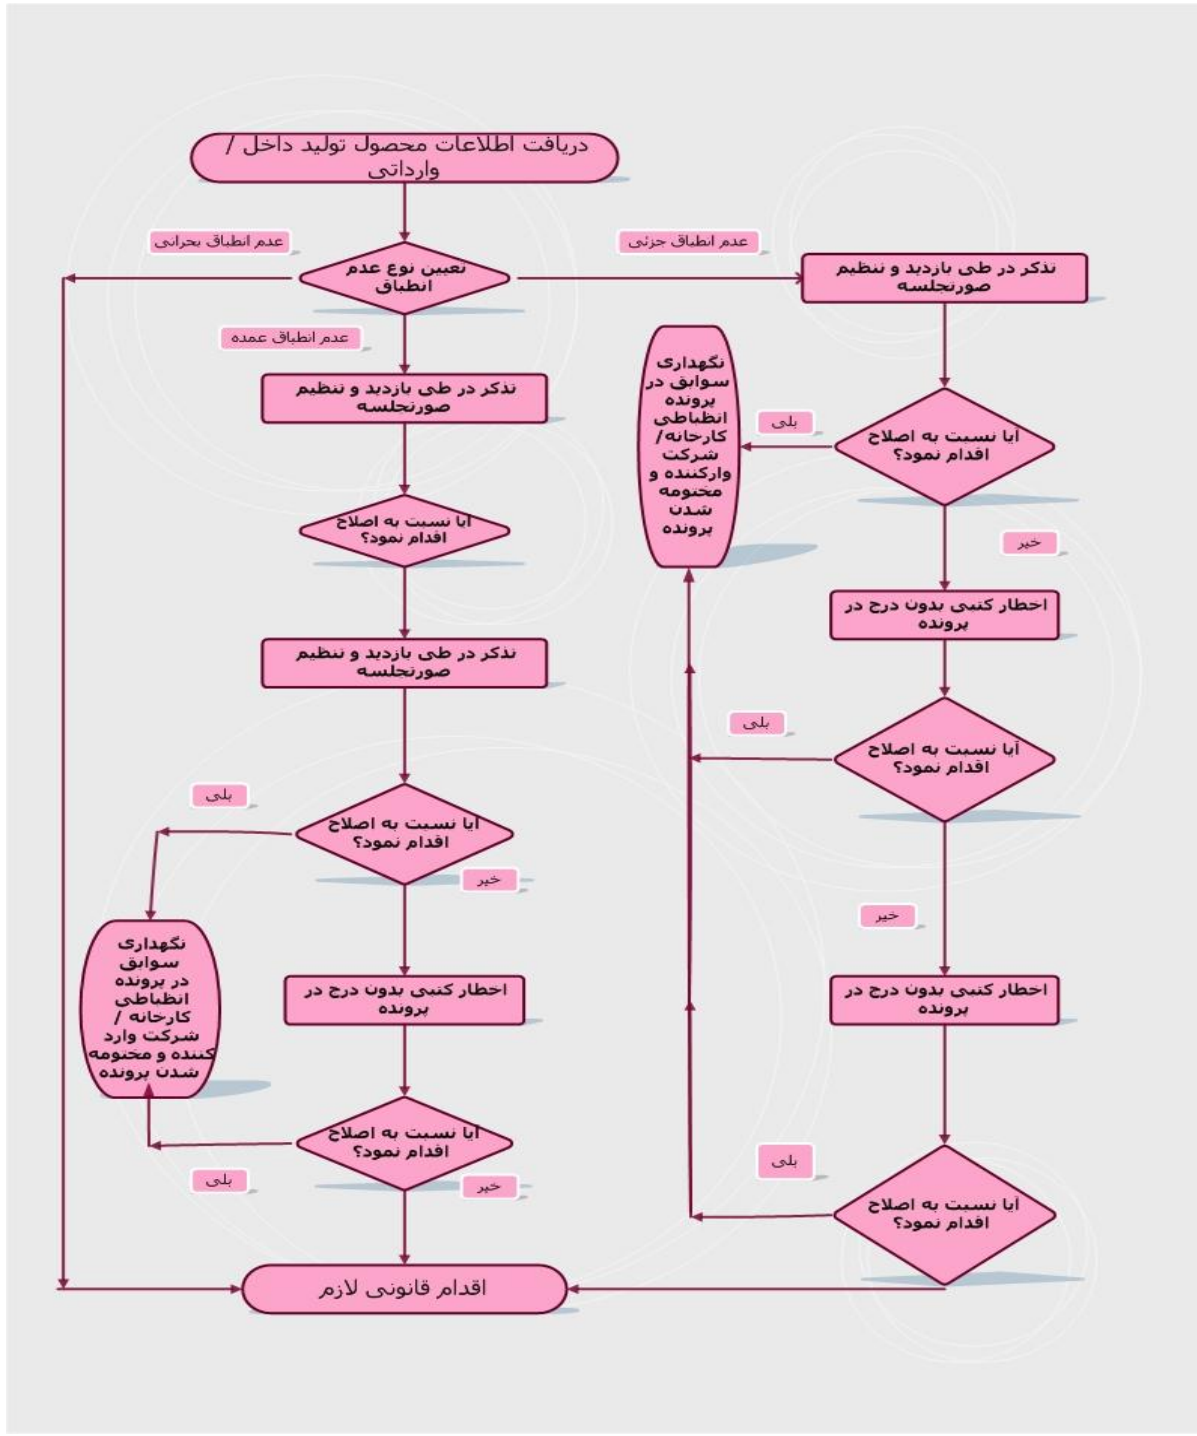 دریافت اطلاعات محصول تولید داخل /
وارداتی
عدم انطباق جزئی
عدم انطباق بحرانی
تعیین نوع عدم
انطباق
تذکر در طی بازدید و تنظیم
صورتجلسه
عدم انطباق عمده
تذکر در طی بازدید و تنظیم
صورتجلسه
نگهداری
سوابق در
پرونده
انظباطی
کارخانه/
شرکت
وارکننده و
مختومه
شدن
پرونده
بلی
آیا نسبت به اصلاح
اقدام نمود؟
خیر
آیا نسبت به اصلاح
اقدام نمود؟
اخطار کتبی بدون درج در
پرونده
تذکر در طی بازدید و تنظیم
صورتجلسه
بلی
آیا نسبت به اصلاح
اقدام نمود؟
بلی
آیا نسبت به اصلاح
اقدام نمود؟
خیر
خیر
نگهداری
سوابق
در پرونده
انظباطی
کارخانه /
شرکت وارد
کننده و مختومه
شدن پرونده
اخطار کتبی بدون درج در
پرونده
اخطار کتبی بدون درج در
پرونده
آیا نسبت به اصلاح
اقدام نمود؟
بلی
خیر
بلی
آیا نسبت به اصلاح
اقدام نمود؟
اقدام قانونی لازم